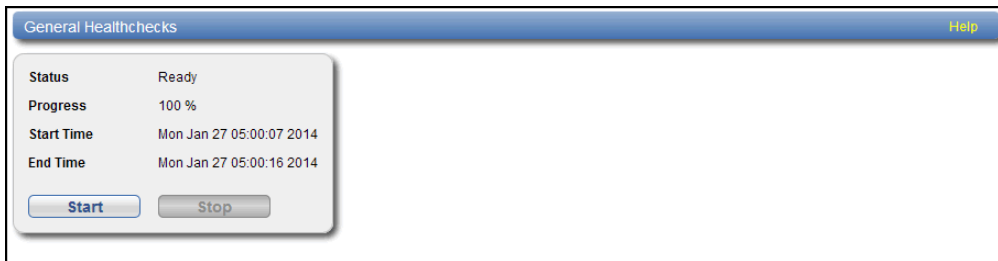 General Healthchecks Help
Status Ready
Progress 100 %
Start Time Mon Jan 27 05:00:07 2014
End Time Mon Jan 27 05:00:16 2014
Start Stop